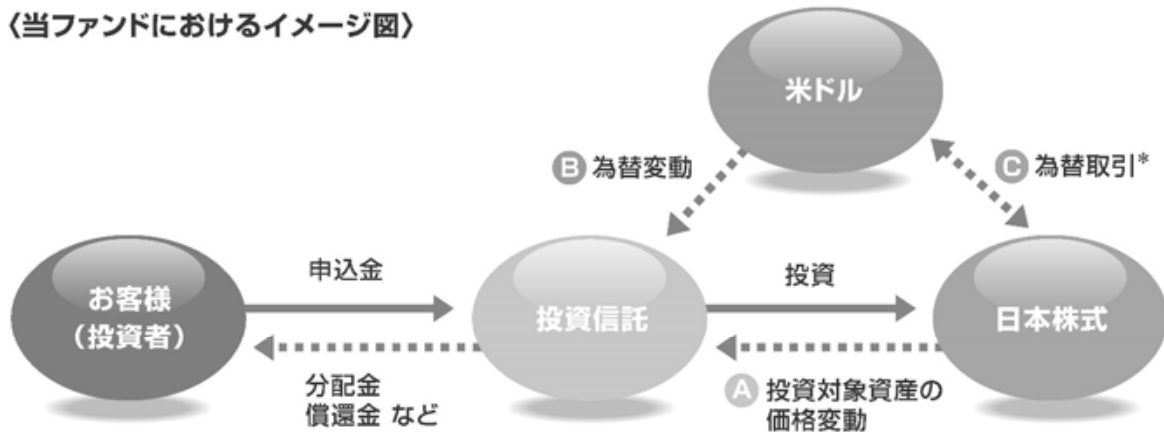 〈当ファンドにおけるイメージ図〉
米ドル
B 為替変動
C 為替取引*
お客様
(投資者)
申込金
分配金
償還金 など
投資信託
投資
A 投資対象資産の
価格変動
日本株式